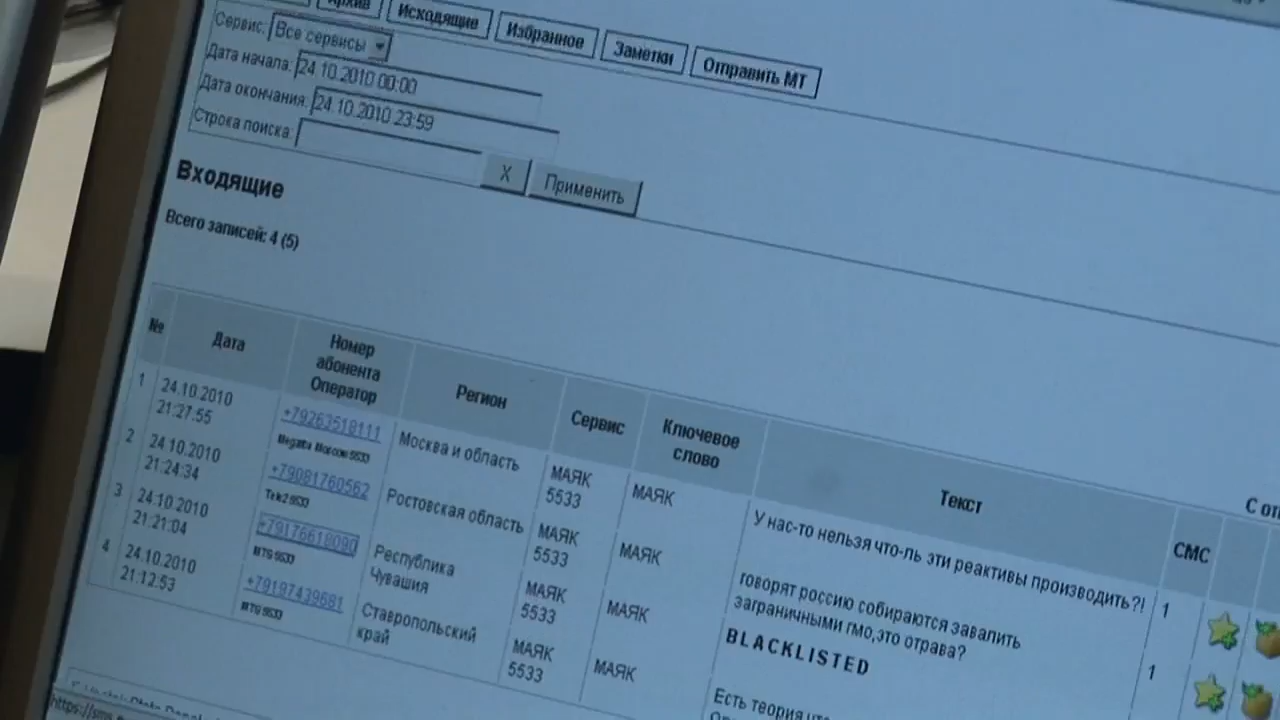 Архив
Исходящие
Избранное
Заметки
Отправить МТ
Сервис: Все сервисы
Дата начала: 24.10.2010 00:00
Дата окончания: 24.10.2010 23:59
Строка поиска:
X
Применить
Входящие
Всего записей: 4 (5)
№
Дата
Номер
абонента
Оператор
Регион
Сервис
Ключевое
слово
Текст
СМС
1
24.10.2010
21:27:55
+79263518111
Megafon Moscow 5533
Москва и область
МАЯК
5533
МАЯК
У нас-то нельзя что-ль эти реактивы производить?!
1
2
24.10.2010
21:24:34
+79081760562
Tele2 5533
Ростовская область
МАЯК
5533
МАЯК
говорят россию собираются завалить
заграничными гмо,это отрава?
1
3
24.10.2010
21:21:04
+79176618090
MTS 5533
Республика
Чувашия
МАЯК
5533
МАЯК
BLACKLISTED
4
24.10.2010
21:12:53
+79197439681
MTS 5533
Ставропольский
край
МАЯК
5533
МАЯК
Есть теория